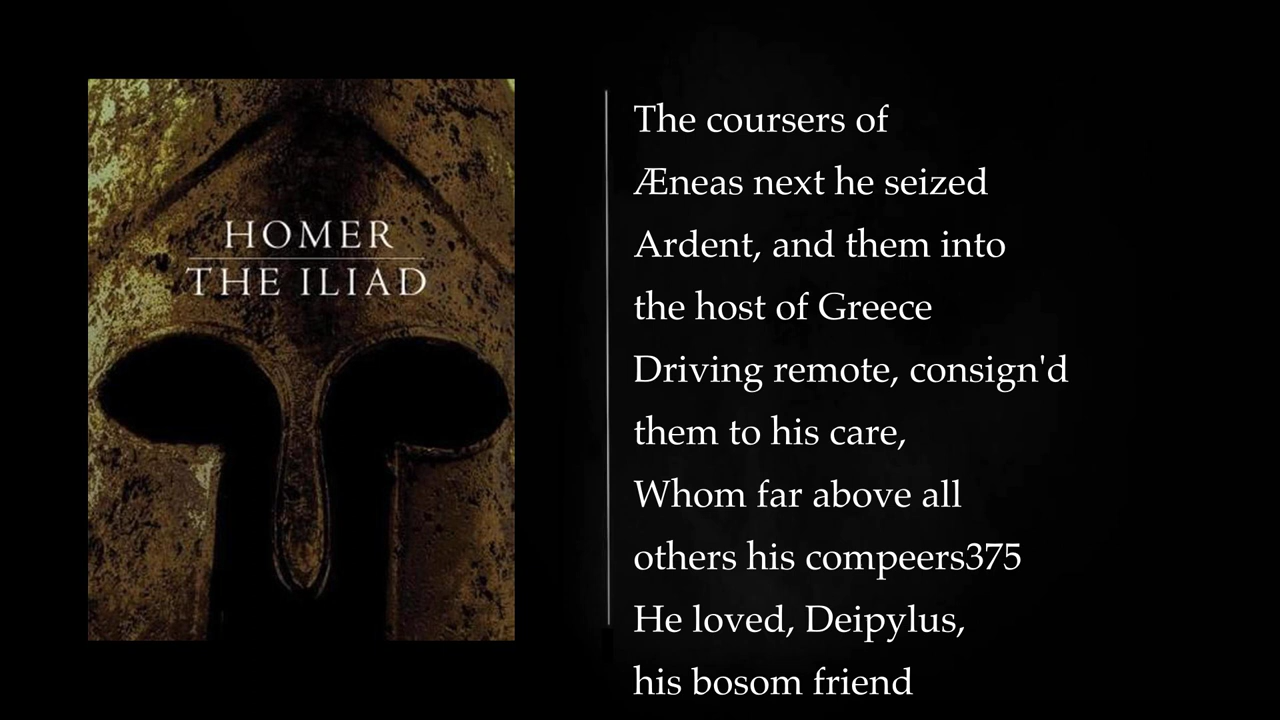 HOMER
THE ILIAD
The coursers of
Æneas next he seized
Ardent, and them into
the host of Greece
Driving remote, consign'd
them to his care,
Whom far above all
others his compeers375
He loved, Deipylus,
his bosom friend